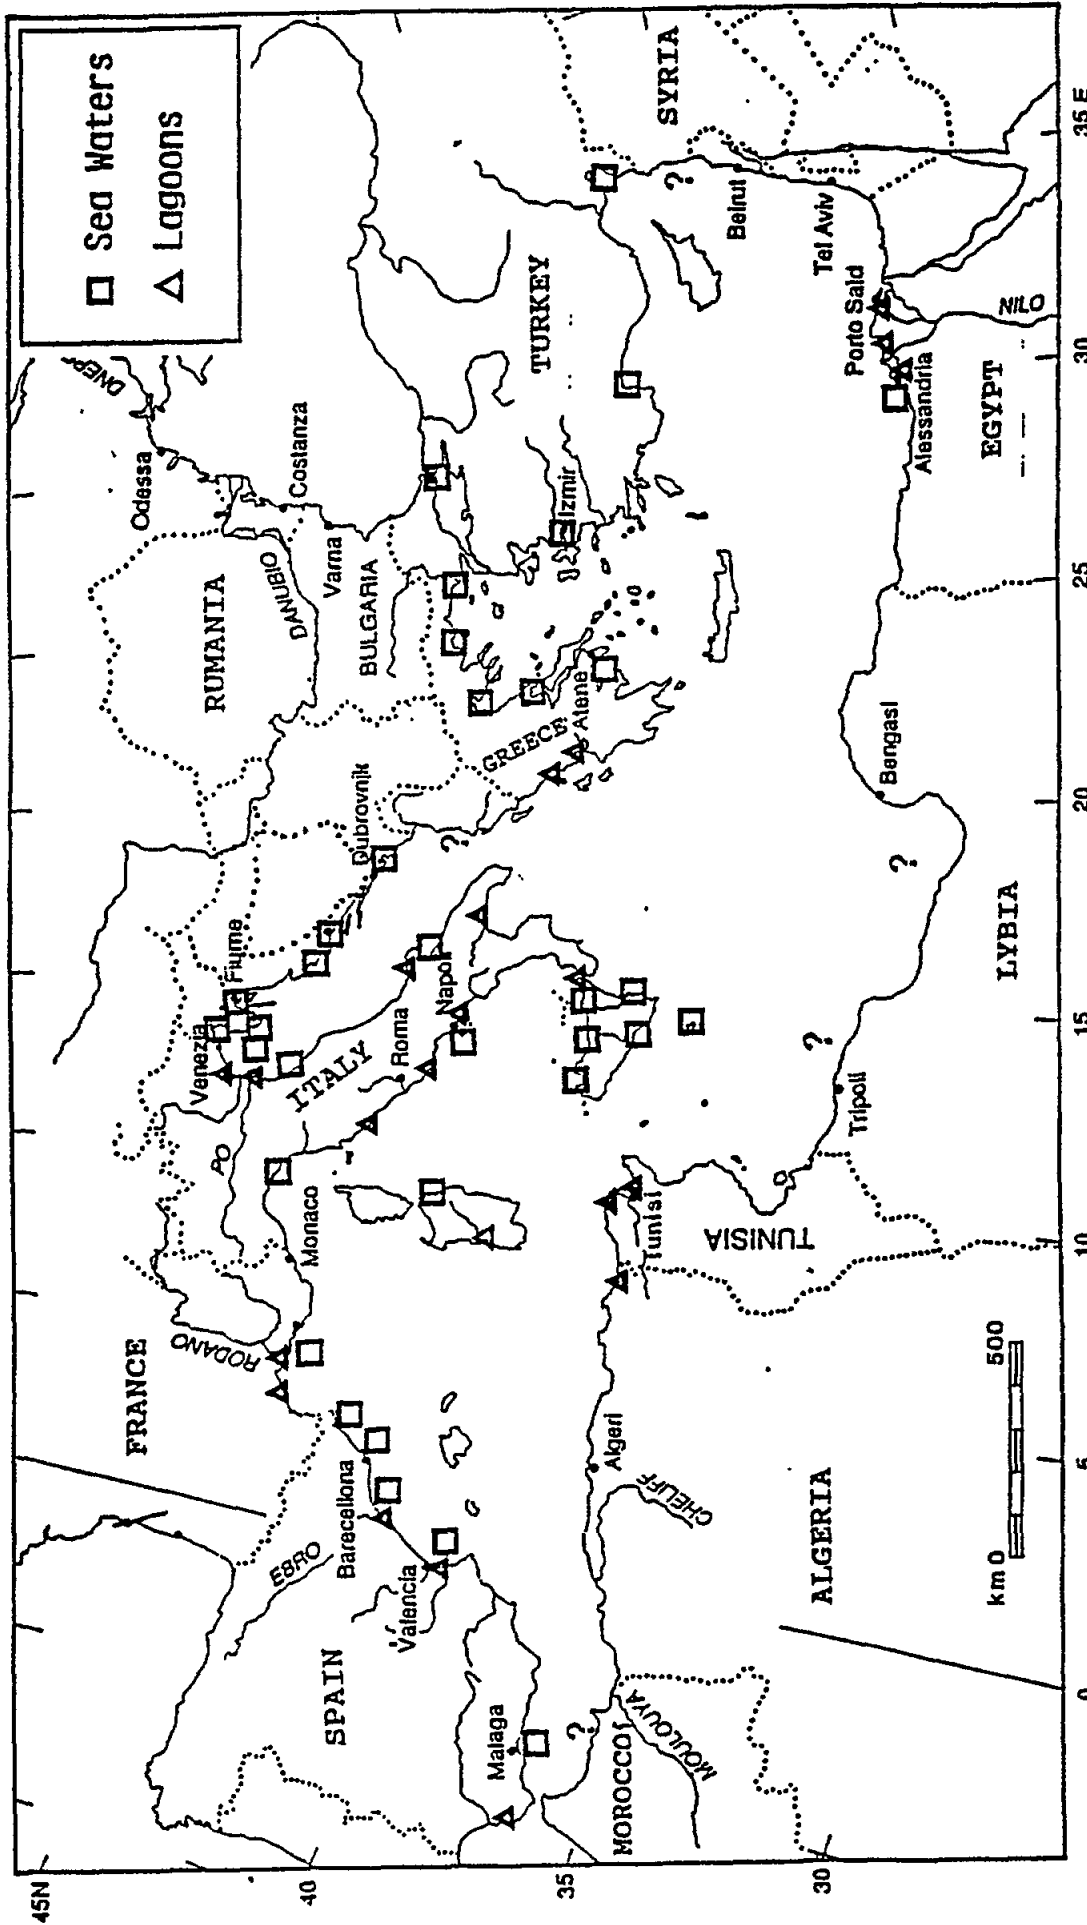 Sea Waters
Lagoons
45N
40
35
30
0
5
10
15
20
25
30
35 E
km 0
500
FRANCE
SPAIN
ITALY
RUMANIA
BULGARIA
GREECE
TURKEY
SYRIA
EGYPT
LYBIA
TUNISIA
ALGERIA
MOROCCO
DNEPR
Odessa
Costanza
DANUBIO
Varna
Dubrovnik
Fiume
Venezia
PO
RODANO
Monaco
Roma
Napoli
Barecellona
EBRO
Valencia
Malaga
Atene
Izmir
Beirut
Tel Aviv
Porto Said
Alessandria
NILO
Bengasi
Tripoli
Tunisi
Algeri
CHELIFF
MOULOUYA
?
?
?
?
?